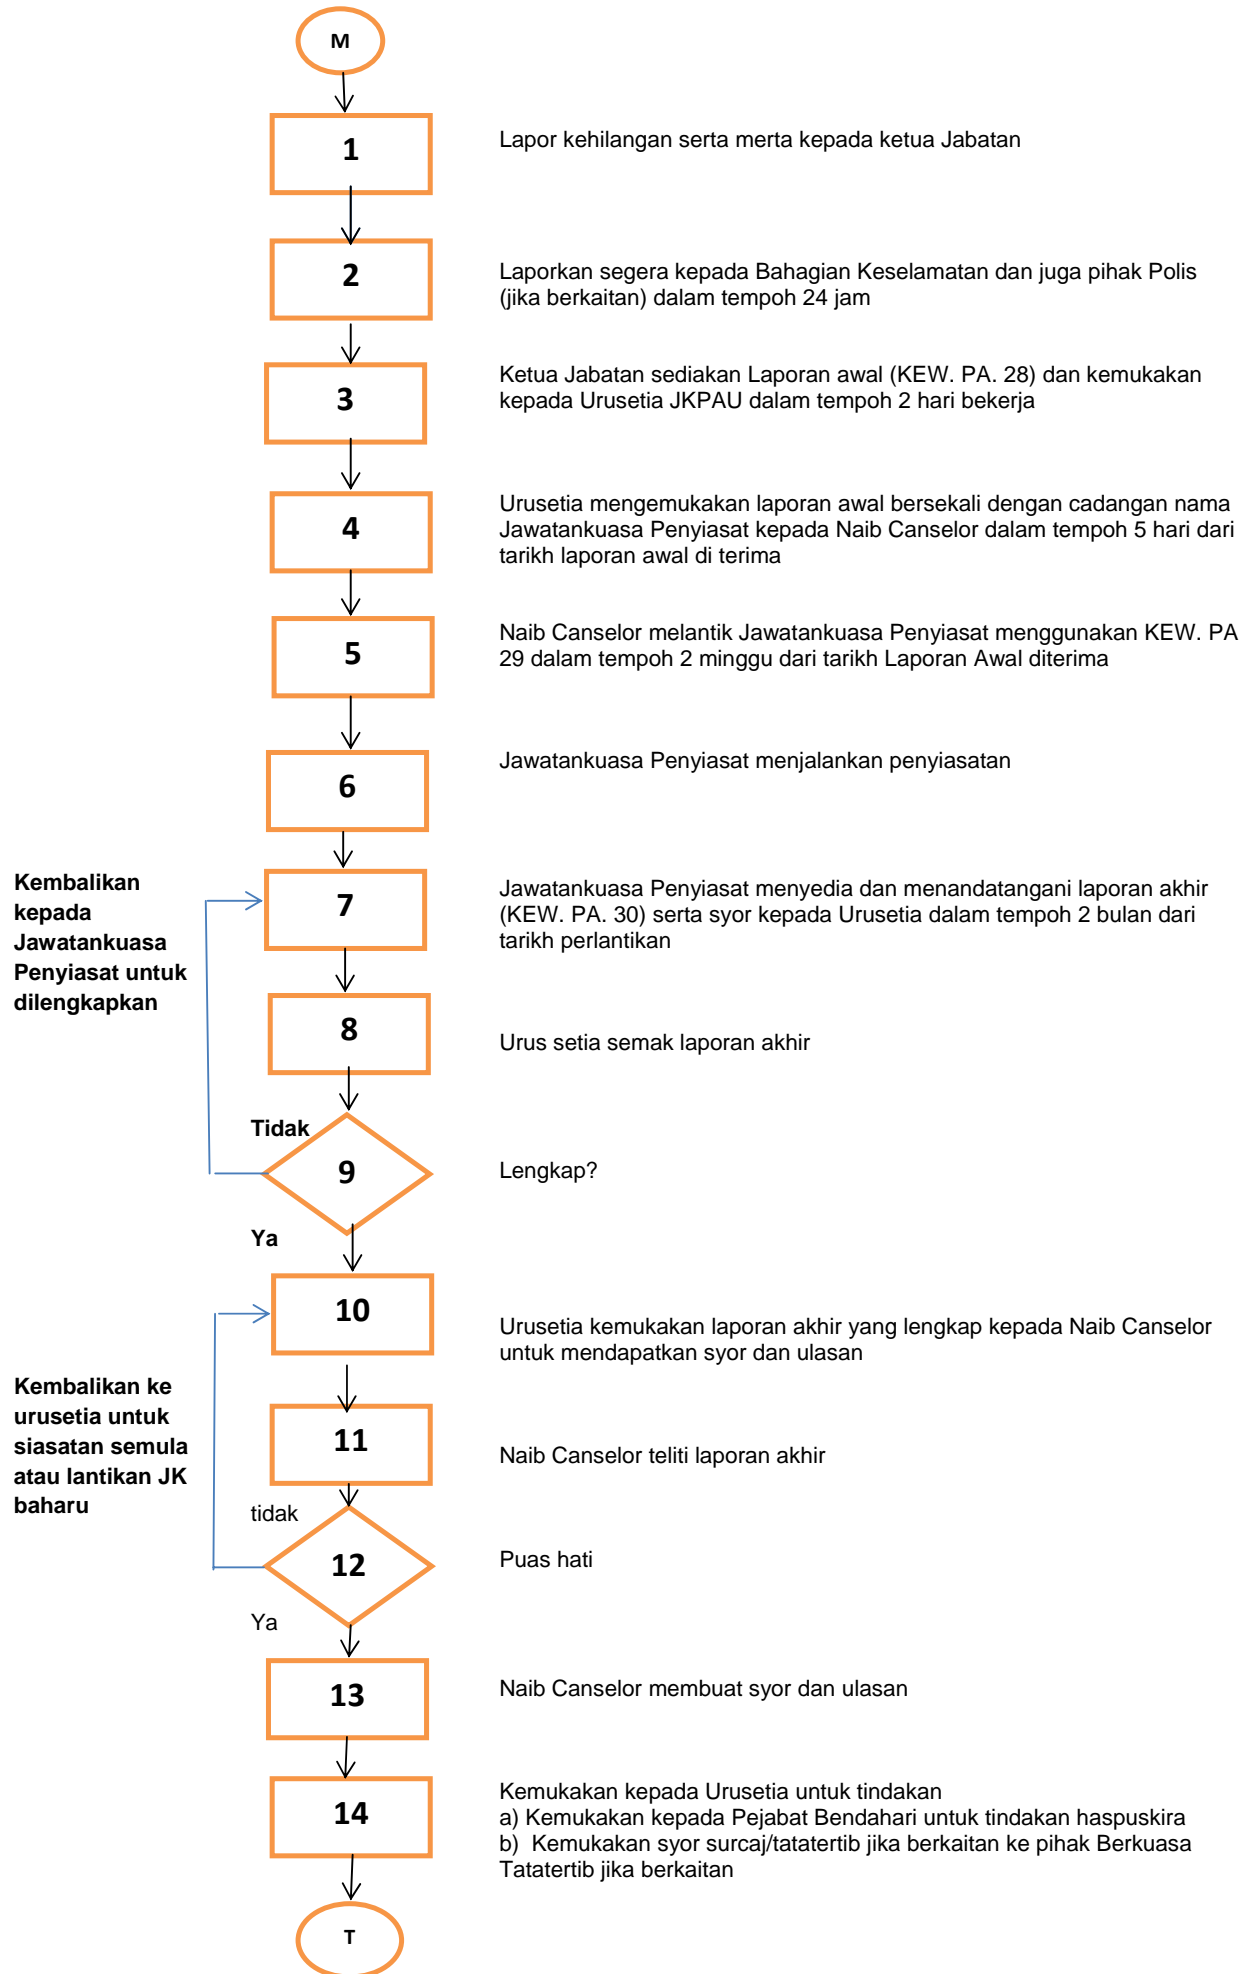 M
1
Lapor kehilangan serta merta kepada ketua Jabatan
2
Laporkan segera kepada Bahagian Keselamatan dan juga pihak Polis
(jika berkaitan) dalam tempoh 24 jam
3
Ketua Jabatan sediakan Laporan awal (KEW. PA. 28) dan kemukakan
kepada Urusetia JKPAU dalam tempoh 2 hari bekerja
4
Urusetia mengemukakan laporan awal bersekali dengan cadangan nama
Jawatankuasa Penyiasat kepada Naib Canselor dalam tempoh 5 hari dari
tarikh laporan awal di terima
5
Naib Canselor melantik Jawatankuasa Penyiasat menggunakan KEW. PA
29 dalam tempoh 2 minggu dari tarikh Laporan Awal diterima
6
Jawatankuasa Penyiasat menjalankan penyiasatan
Kembalikan
kepada
Jawatankuasa
Penyiasat untuk
dilengkapkan
7
Jawatankuasa Penyiasat menyedia dan menandatangani laporan akhir
(KEW. PA. 30) serta syor kepada Urusetia dalam tempoh 2 bulan dari
tarikh perlantikan
8
Urus setia semak laporan akhir
Tidak
9
Lengkap?
Ya
10
Urusetia kemukakan laporan akhir yang lengkap kepada Naib Canselor
untuk mendapatkan syor dan ulasan
Kembalikan ke
urusetia untuk
siasatan semula
atau lantikan JK
baharu
11
Naib Canselor teliti laporan akhir
tidak
12
Puas hati
Ya
13
Naib Canselor membuat syor dan ulasan
14
Kemukakan kepada Urusetia untuk tindakan
a) Kemukakan kepada Pejabat Bendahari untuk tindakan haspuskira
b) Kemukakan syor surcaj/tatatertib jika berkaitan ke pihak Berkuasa
Tatatertib jika berkaitan
T